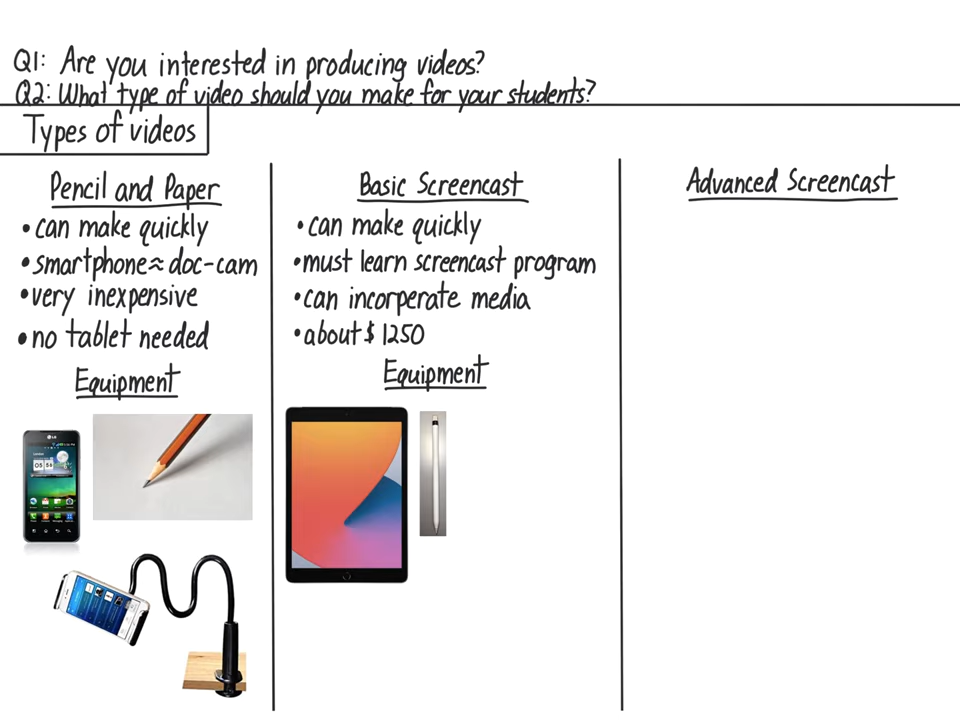 Q1: Are you interested in producing videos?
Q2: What type of video should you make for your students?
Types of videos
Pencil and Paper
• can make quickly
• smartphone ≈ doc-cam
• very inexpensive
• no tablet needed
Equipment
Basic Screencast
• can make quickly
• must learn screencast program
• can incorperate media
• about $1250
Equipment
Advanced Screencast
LG